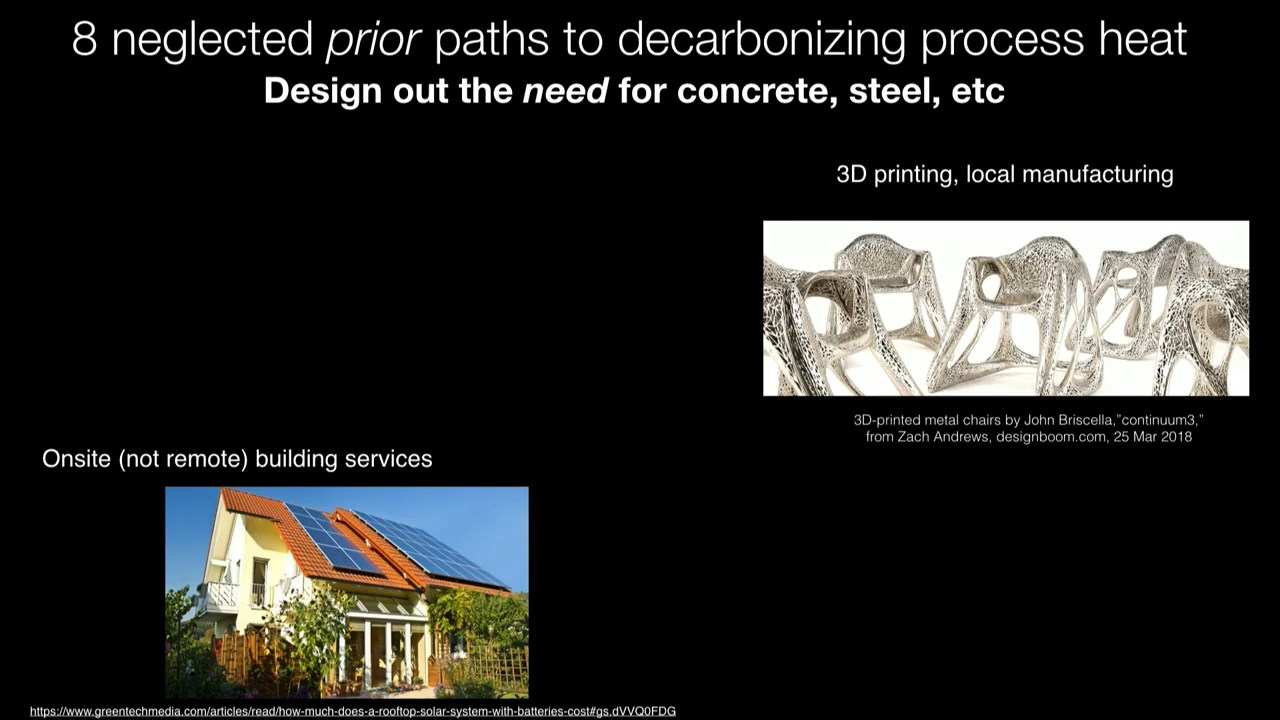 8 neglected prior paths to decarbonizing process heat
Design out the need for concrete, steel, etc
3D printing, local manufacturing
3D-printed metal chairs by John Briscella,"continuum3,"
from Zach Andrews, designboom.com, 25 Mar 2018
Onsite (not remote) building services
https://www.greentechmedia.com/articles/read/how-much-does-a-rooftop-solar-system-with-batteries-cost#gs.dVVQ0FDG